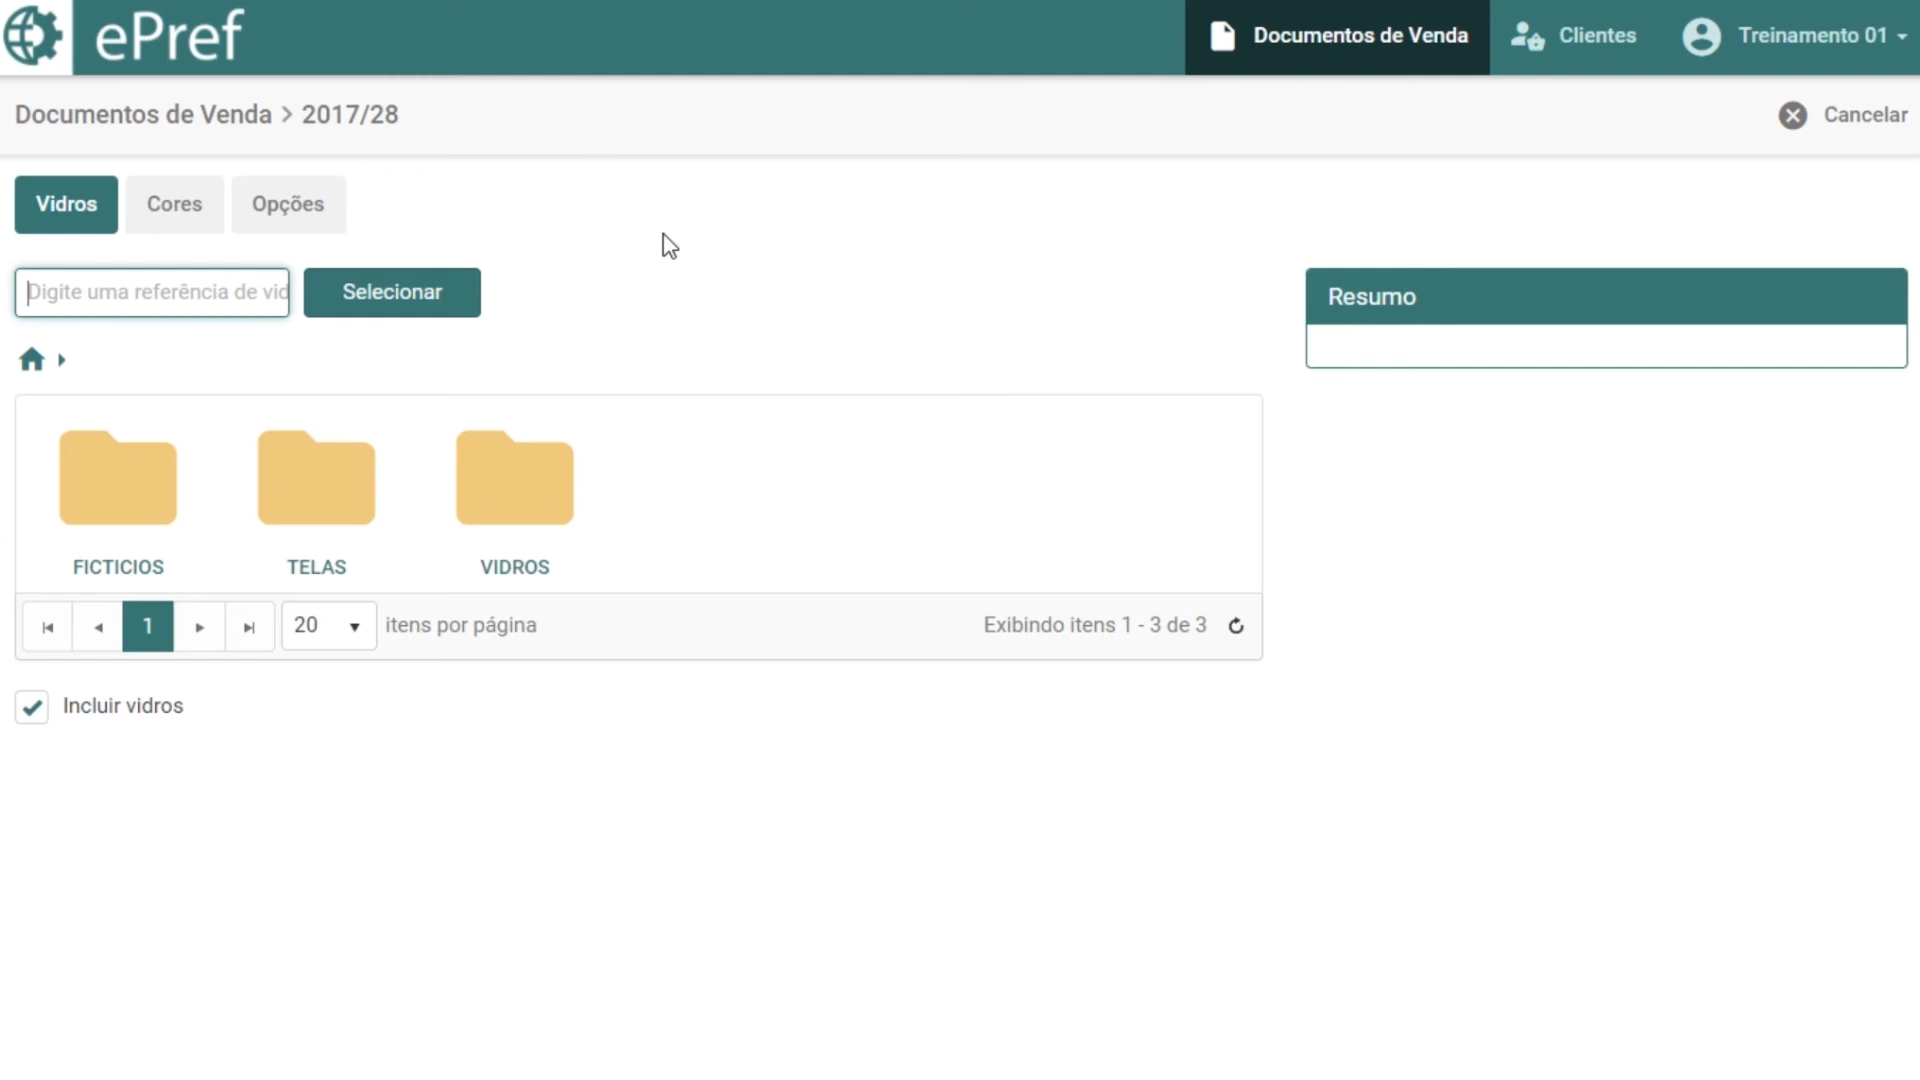 ePref
Documentos de Venda
Clientes
Treinamento 01
Documentos de Venda > 2017/28
Cancelar
Vidros
Cores
Opções
Digite uma referência de vid
Selecionar
Resumo
FICTICIOS
TELAS
VIDROS
1
20
itens por página
Exibindo itens 1 - 3 de 3
Incluir vidros